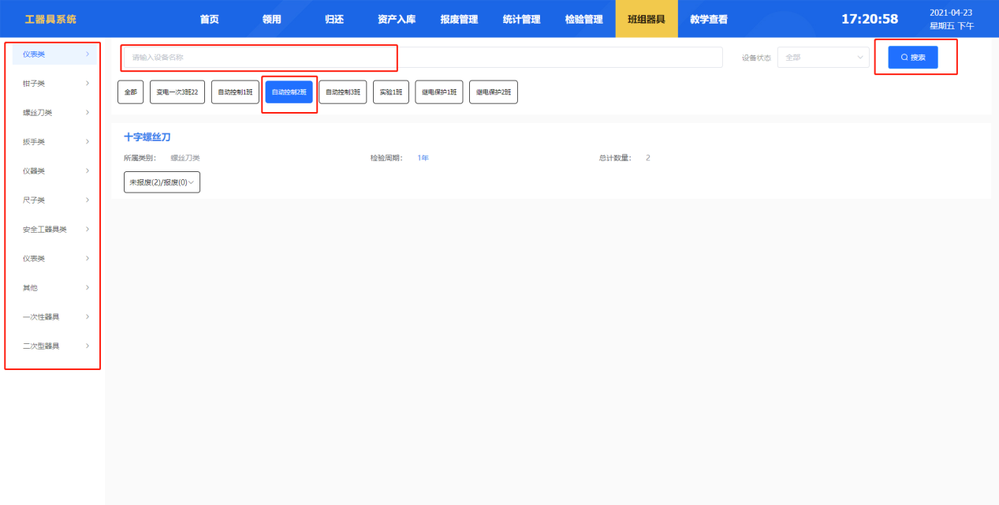 工器具系统 首页 领用 归还 资产入库 报废管理 统计管理 检验管理 班组器具 教学查看 17:20:58 2021-04-23
星期五 下午
仪表类
钳子类
螺丝刀类
扳手类
仪器类
尺子类
安全工器具类
仪表类
其他
一次性器具
二次型器具
请输入设备名称 设备状态 全部 搜索
全部 变电一次3班22 自动控制1班 自动控制2班 自动控制3班 实验1班 继电保护1班 继电保护2班
十字螺丝刀
所属类别: 螺丝刀类 检验周期: 1年 总计数量: 2
未报废(2)/报废(0)